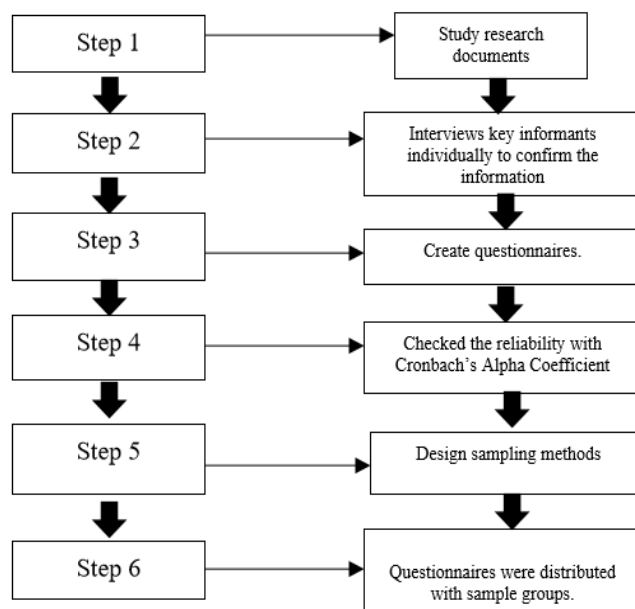 Step 1
Study research
documents
Step 2
Interviews key informants
individually to confirm the
information
Step 3
Create questionnaires.
Step 4
Checked the reliability with
Cronbach's Alpha Coefficient
Step 5
Design sampling methods
Step 6
Questionnaires were distributed
with sample groups.